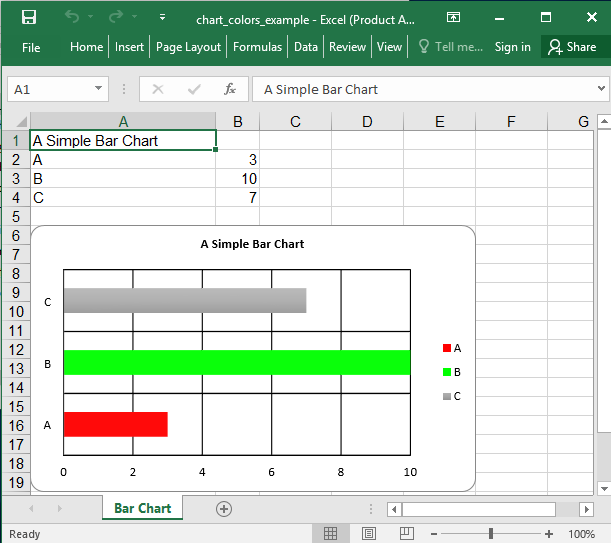 chart_colors_example - Excel (Product A...
File Home Insert Page Layout Formulas Data Review View Tell me... Sign in Share
A1 fx A Simple Bar Chart
A B C D E F G
1 A Simple Bar Chart
2 A 3
3 B 10
4 C 7
5
6
7
8
9
10
11
12
13
14
15
16
17
18
19
A Simple Bar Chart
C
B
A
0 2 4 6 8 10
A
B
C
Bar Chart
Ready 100%